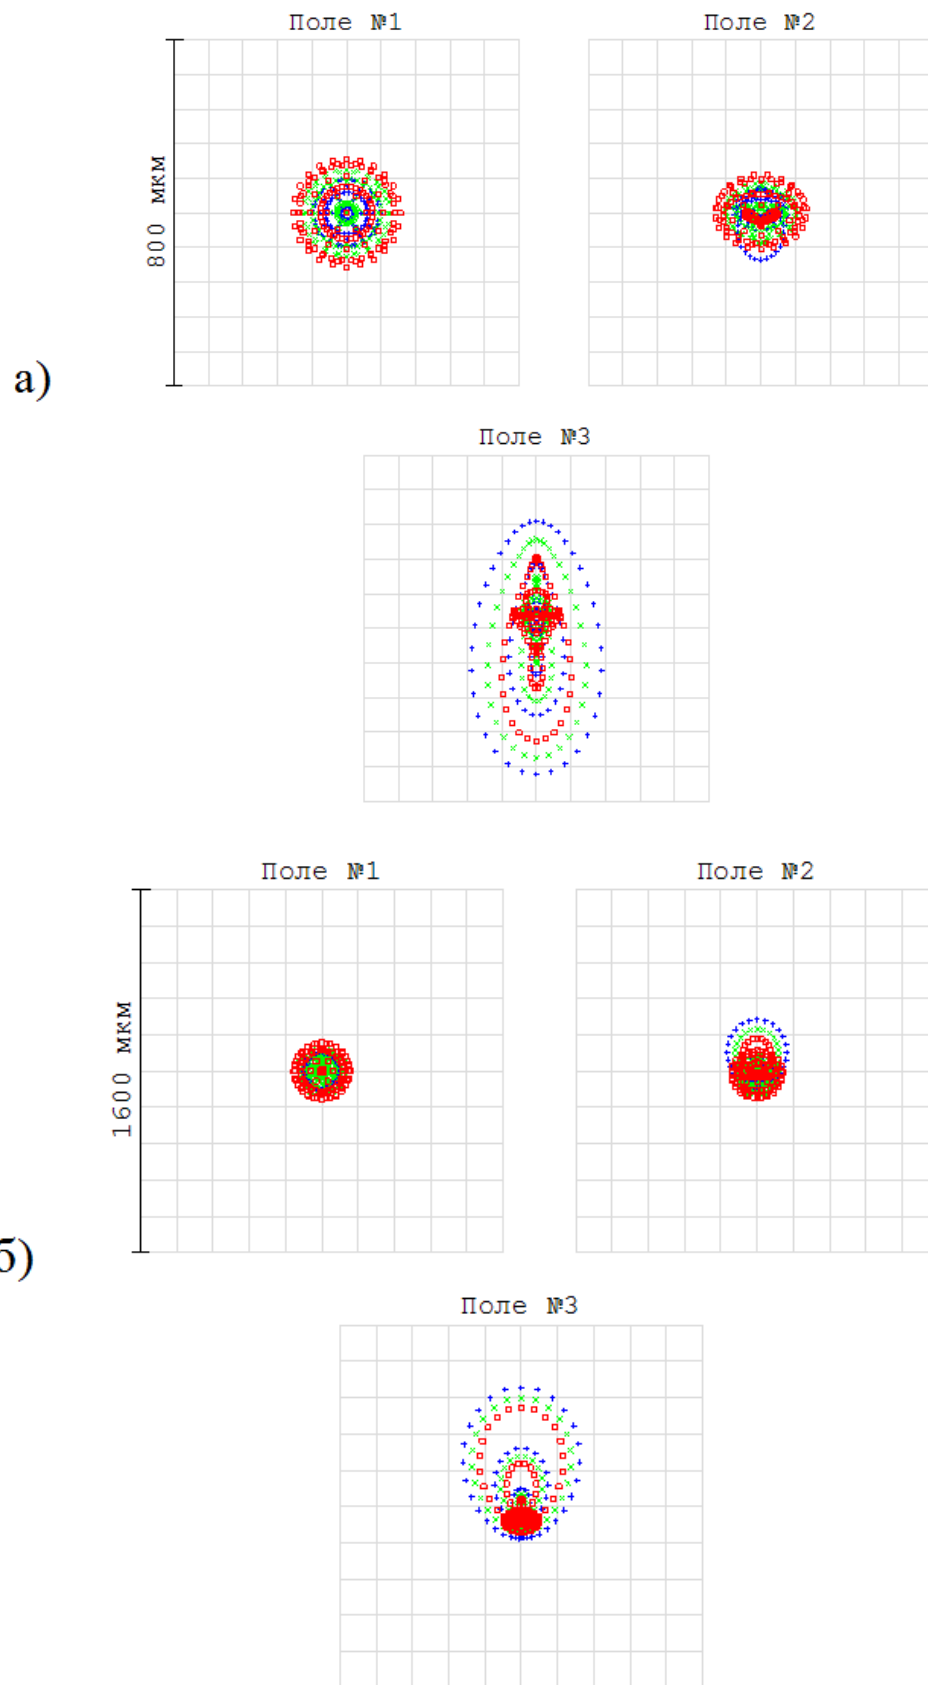 Поле №1
Поле №2
800 мкм
а)
Поле №3
Поле №1
Поле №2
1600 мкм
б)
Поле №3